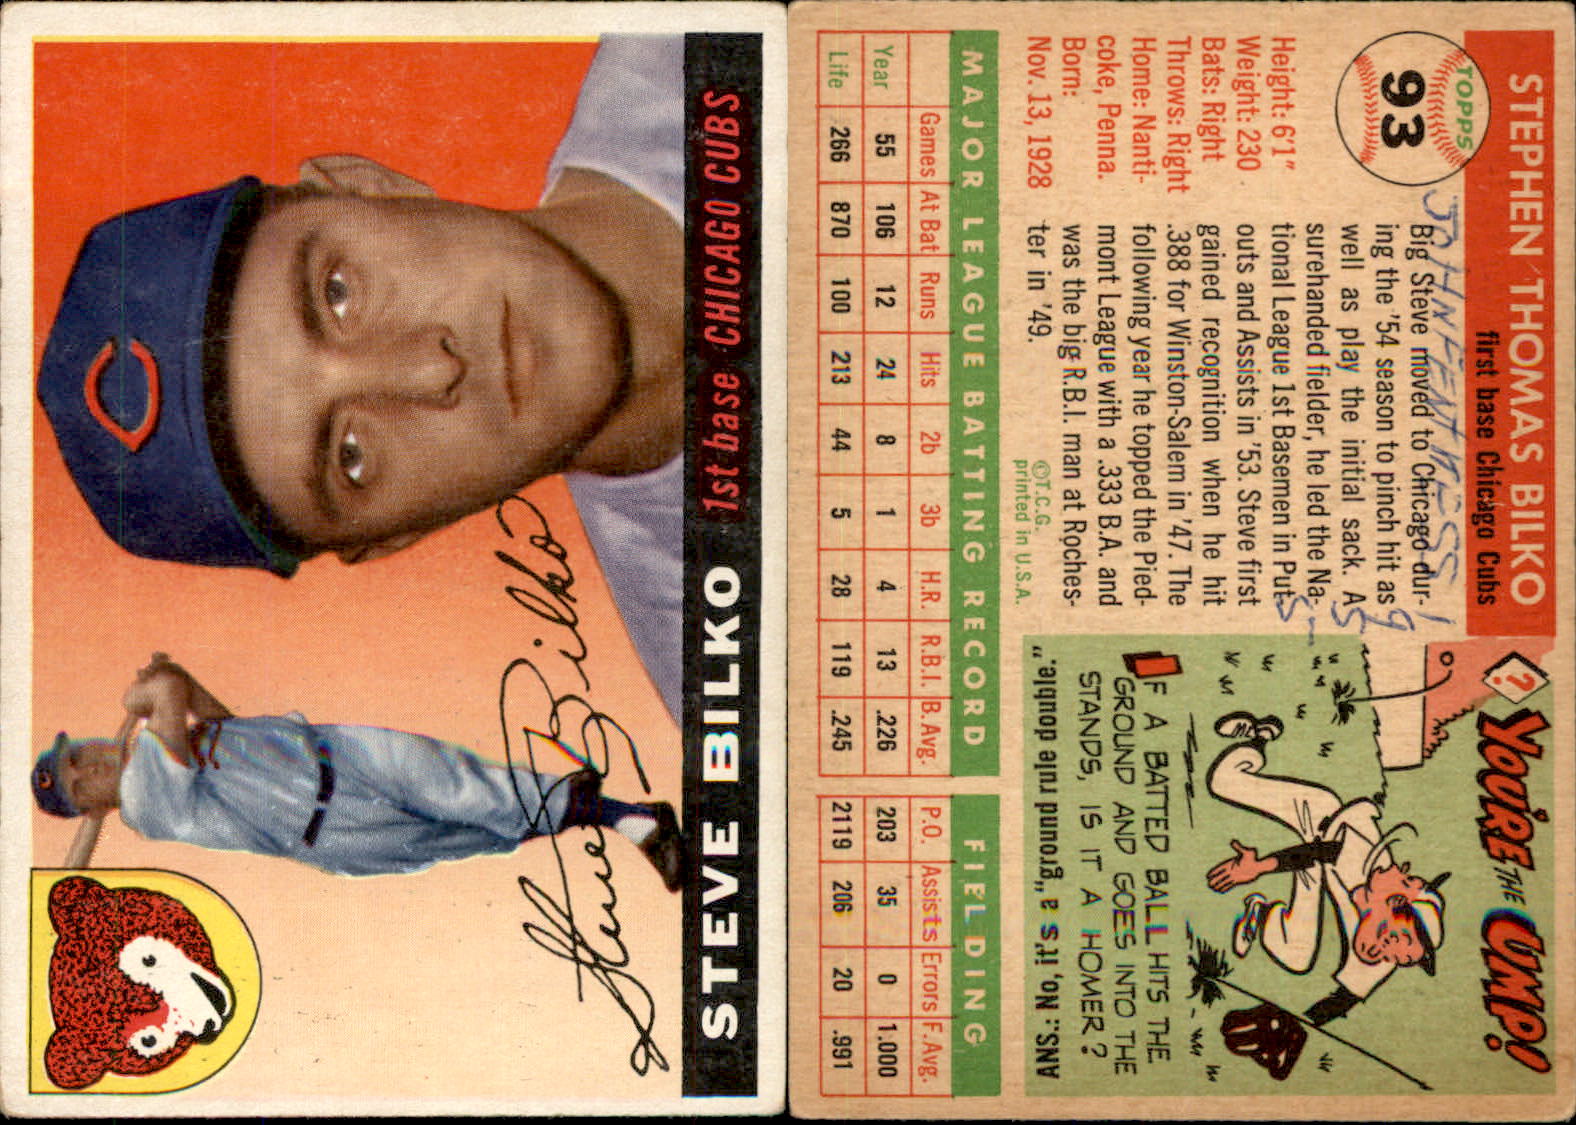 1st base CHICAGO CUBS
STEVE BILKO
Steve Bilko
C
TOPPS
93
STEPHEN THOMAS BILKO
first base Chicago Cubs
Height: 6'1"
Weight: 230
Bats: Right
Throws: Right
Home: Nanti-
coke, Penna.
Born:
Nov. 13, 1928
Big Steve moved to Chicago dur-
ing the '54 season to pinch hit as
well as play the initial sack. As
surehanded fielder, he led the Na-
tional League 1st Basemen in Put-
outs and Assists in '53. Steve first
gained recognition when he hit
.388 for Winston-Salem in '47. The
following year he topped the Pied-
mont League with a .333 B.A. and
was the big R.B.I. man at Roches-
ter in '49.
©T.C.G.
printed in U.S.A.
? YOU'RE THE UMP!
IF A BATTED BALL HITS THE
GROUND AND GOES INTO THE
STANDS, IS IT A HOMER?
ANS.: No, it's a "ground rule double."
MAJOR LEAGUE BATTING RECORD
FIELDING
Year Games At Bat Runs Hits 2b 3b H.R. R.B.I. B.Avg. P.O. Assists Errors F.Avg.
55 106 12 24 8 1 4 13 .226 203 35 0 1.000
Life 266 870 100 213 44 5 28 119 .245 2119 206 20 .991